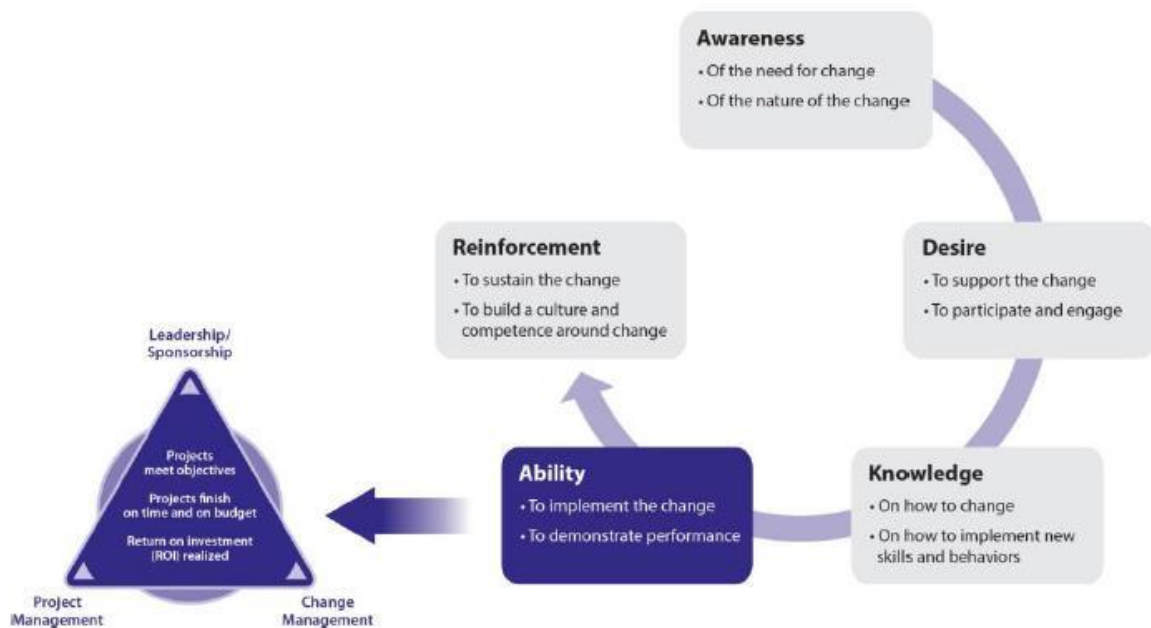 Awareness
• Of the need for change
• Of the nature of the change
Desire
• To support the change
• To participate and engage
Knowledge
• On how to change
• On how to implement new
skills and behaviors
Ability
• To implement the change
• To demonstrate performance
Reinforcement
• To sustain the change
• To build a culture and
competence around change
Leadership/
Sponsorship
Projects
meet objectives
Projects finish
on time and on budget
Return on investment
(ROI) realized
Project
Management
Change
Management